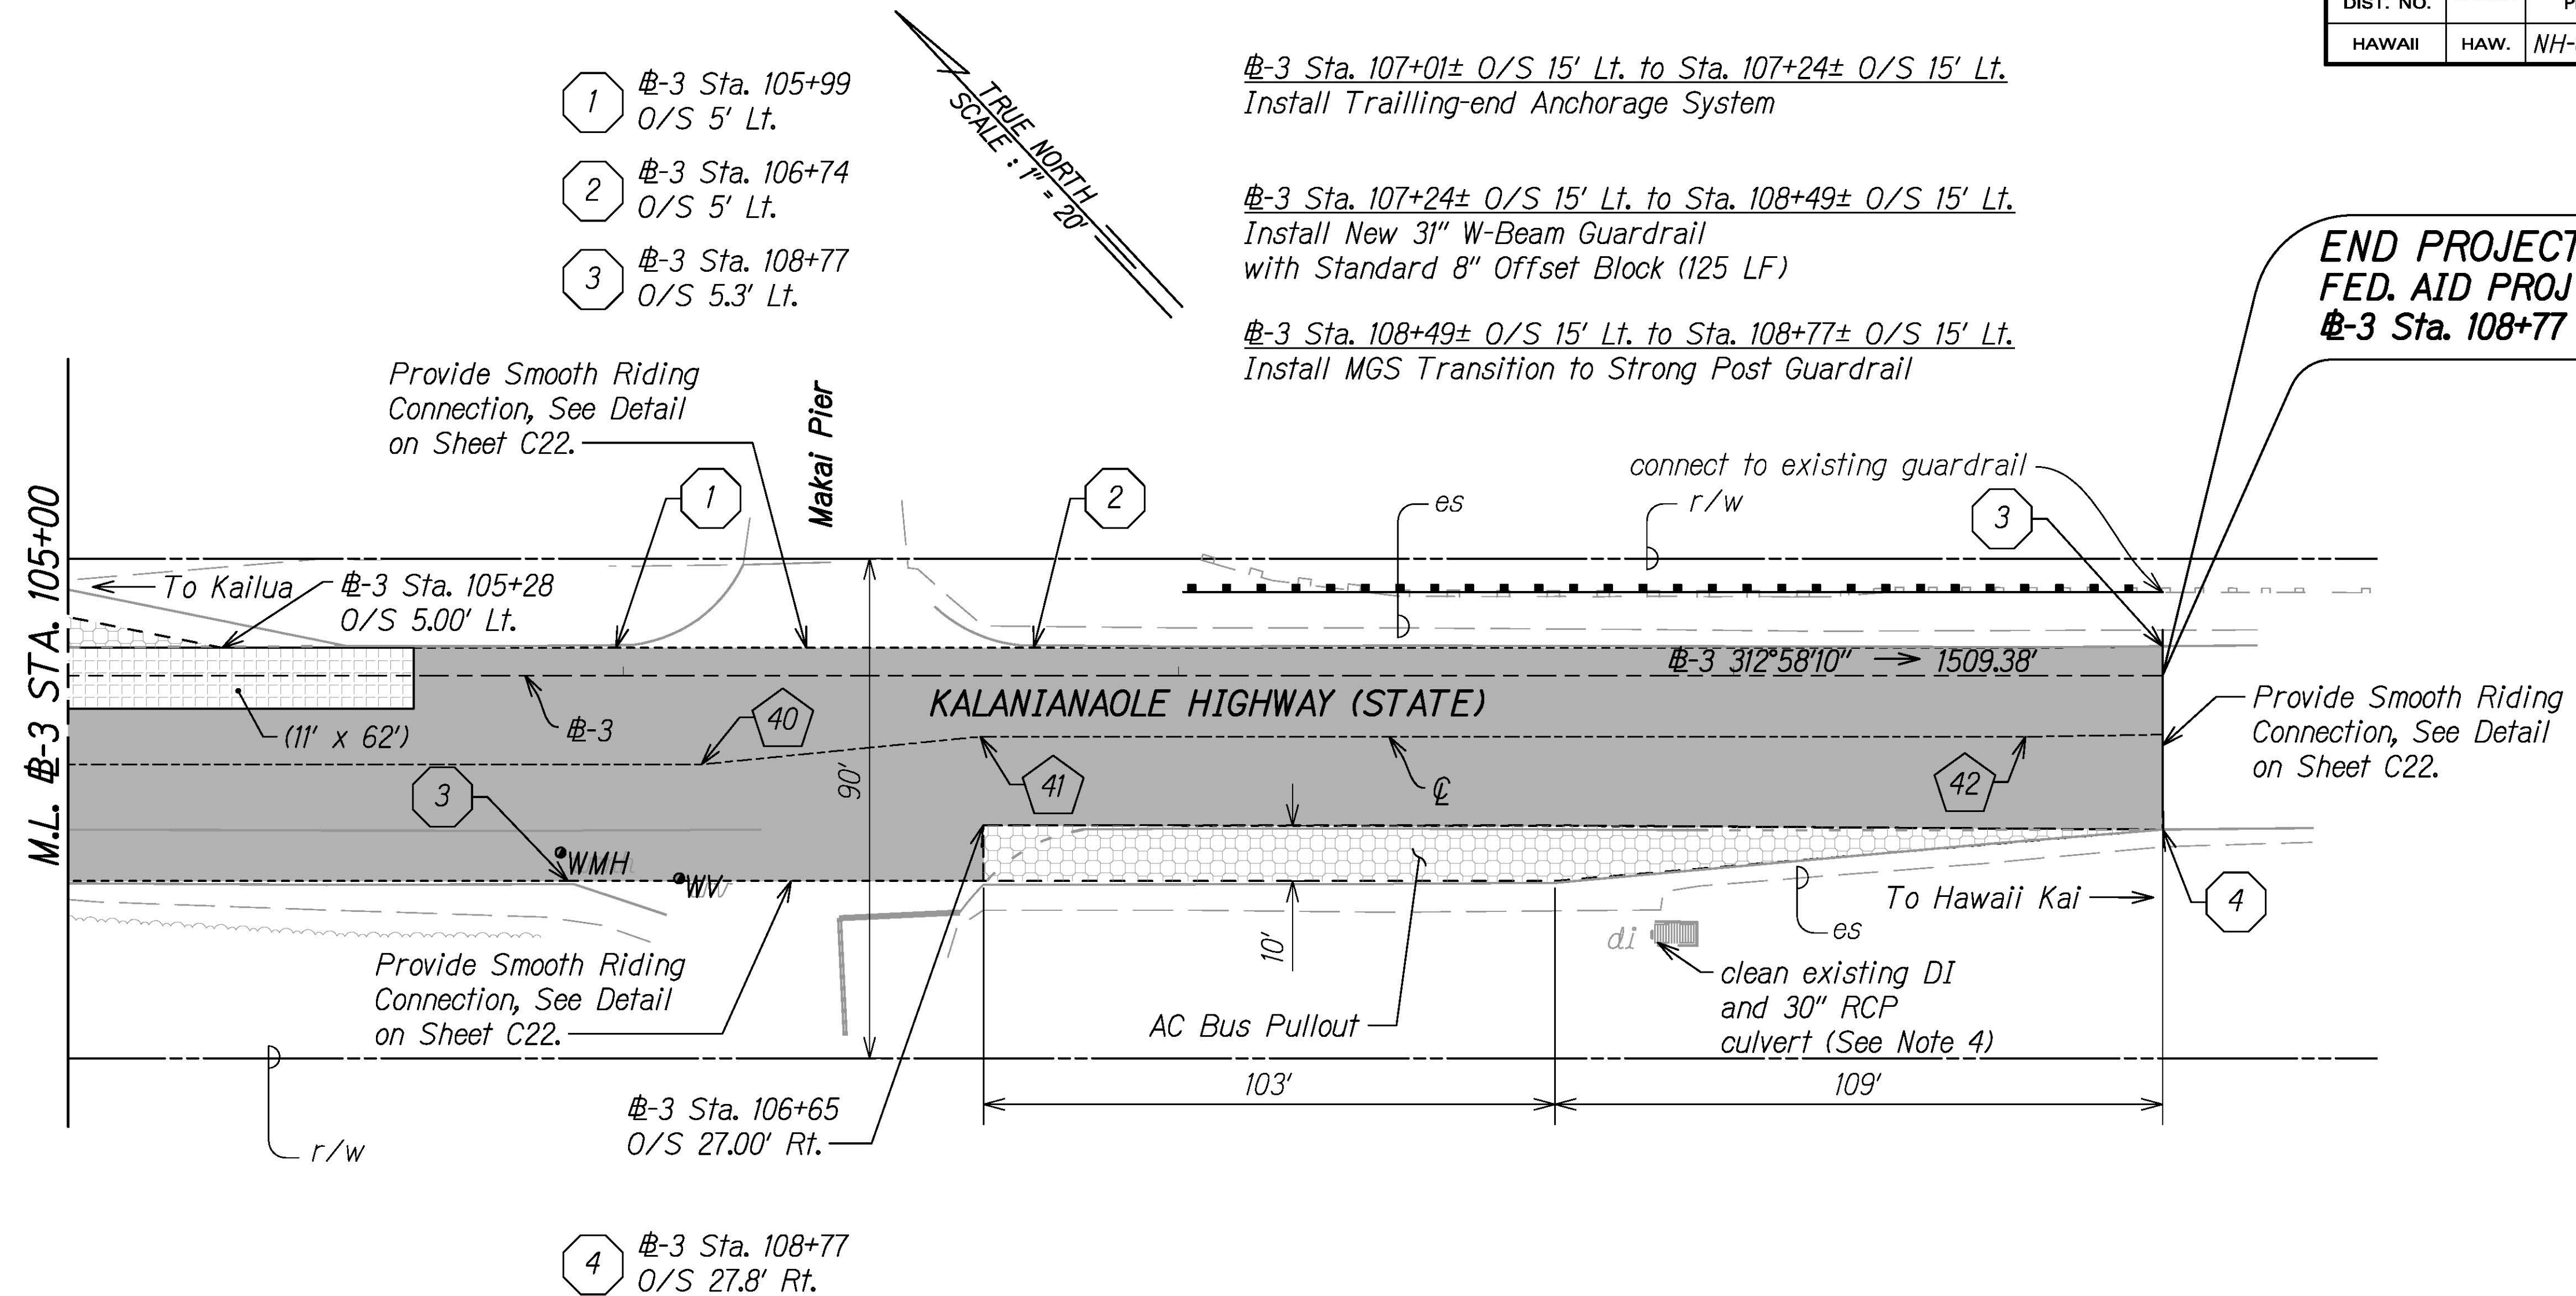 DIST. NO.
HAWAII HAW. NH-
1
℄-3 Sta. 105+99
O/S 5' Lt.
2
℄-3 Sta. 106+74
O/S 5' Lt.
3
℄-3 Sta. 108+77
O/S 5.3' Lt.
TRUE NORTH
SCALE : 1" = 20'
℄-3 Sta. 107+01± O/S 15' Lt. to Sta. 107+24± O/S 15' Lt.
Install Trailling-end Anchorage System
℄-3 Sta. 107+24± O/S 15' Lt. to Sta. 108+49± O/S 15' Lt.
Install New 31" W-Beam Guardrail
with Standard 8" Offset Block (125 LF)
℄-3 Sta. 108+49± O/S 15' Lt. to Sta. 108+77± O/S 15' Lt.
Install MGS Transition to Strong Post Guardrail
END PROJECT
FED. AID PROJ
℄-3 Sta. 108+77
Provide Smooth Riding
Connection, See Detail
on Sheet C22.
Makai Pier
1
2
connect to existing guardrail
es
r/w
3
M.L. ℄-3 STA. 105+00
To Kailua
℄-3 Sta. 105+28
O/S 5.00' Lt.
℄-3 312°58'10" 1509.38'
KALANIANAOLE HIGHWAY (STATE)
(11' x 62')
℄-3
40
90'
41
℄
42
Provide Smooth Riding
Connection, See Detail
on Sheet C22.
3
WMH
WV
To Hawaii Kai
4
es
10'
di
clean existing DI
and 30" RCP
culvert (See Note 4)
Provide Smooth Riding
Connection, See Detail
on Sheet C22.
AC Bus Pullout
103'
109'
℄-3 Sta. 106+65
O/S 27.00' Rt.
r/w
4
℄-3 Sta. 108+77
O/S 27.8' Rt.